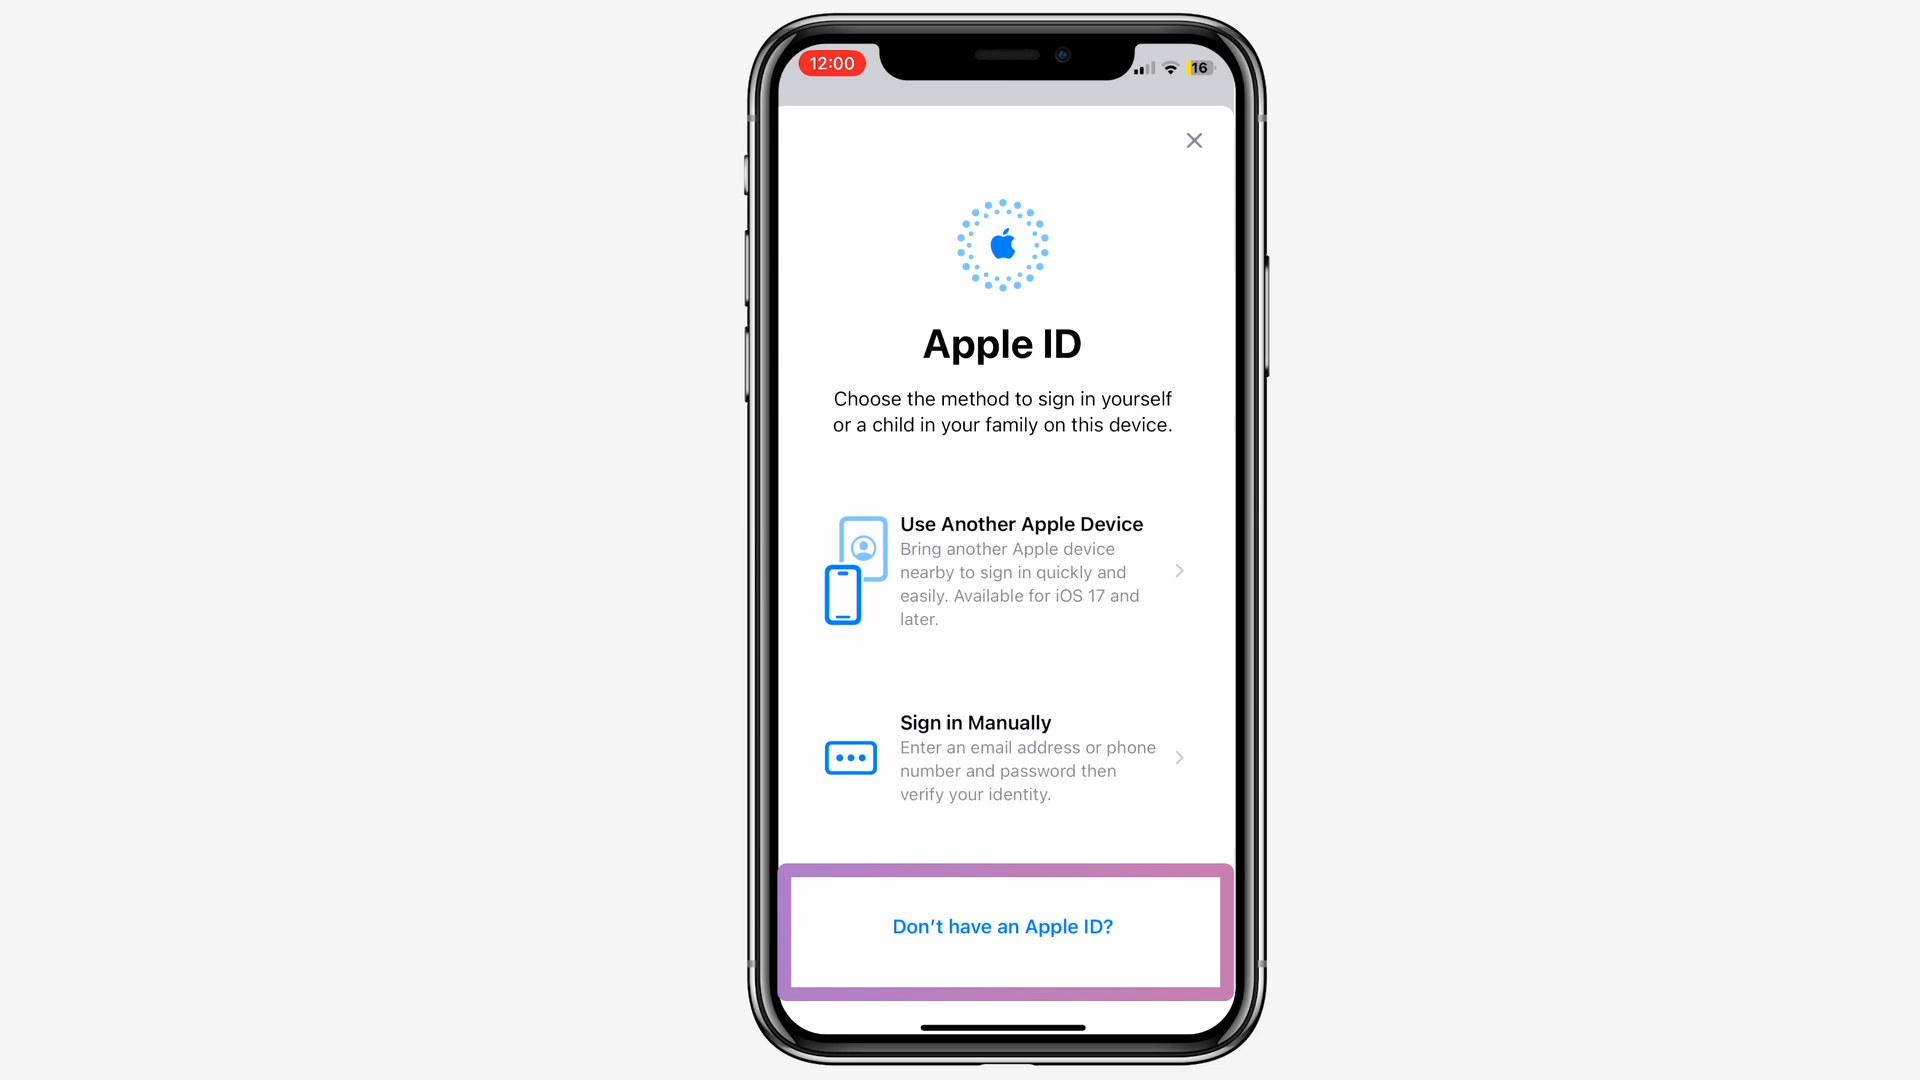 12:00
16
Apple ID
Choose the method to sign in yourself
or a child in your family on this device.
Use Another Apple Device
Bring another Apple device
nearby to sign in quickly and
easily. Available for iOS 17 and
later.
Sign in Manually
Enter an email address or phone
number and password then
verify your identity.
Don’t have an Apple ID?